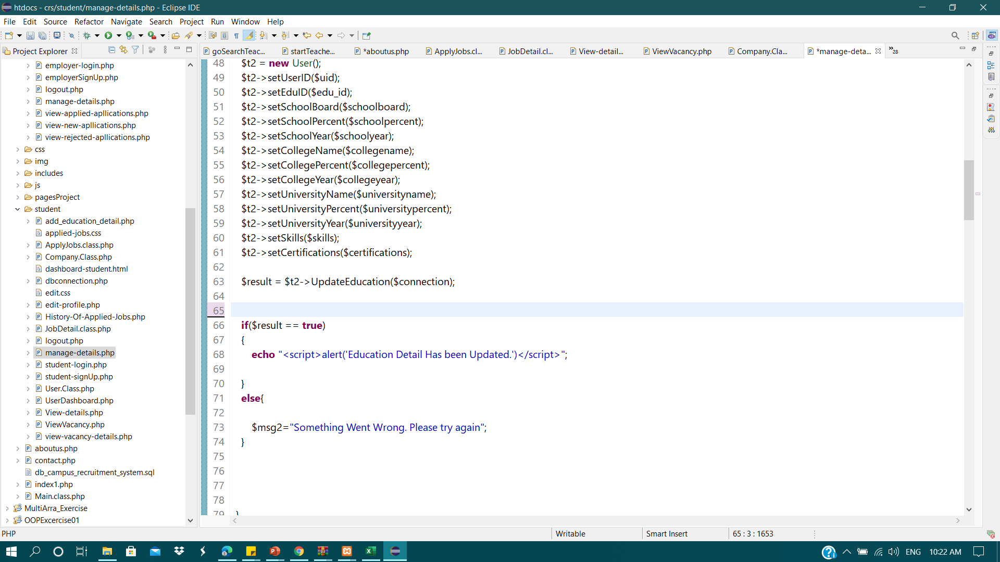 htdocs - crs/student/manage-details.php - Eclipse IDE
File Edit Source Refactor Navigate Search Project Run Window Help
Project Explorer
goSearchTeac... startTeache... *aboutus.php ApplyJobs.cl... JobDetail.cl... View-detail... ViewVacancy.php Company.Cla... *manage-deta... »28
employer-login.php
employerSignUp.php
logout.php
manage-details.php
view-applied-apllications.php
view-new-apllications.php
view-rejected-apllications.php
css
img
includes
js
pagesProject
student
add_education_detail.php
applied-jobs.css
ApplyJobs.class.php
Company.Class.php
dashboard-student.html
dbconnection.php
edit.css
edit-profile.php
History-Of-Applied-Jobs.php
JobDetail.class.php
logout.php
manage-details.php
student-login.php
student-signUp.php
User.Class.php
UserDashboard.php
View-details.php
ViewVacancy.php
view-vacancy-details.php
aboutus.php
contact.php
db_campus_recruitment_system.sql
index1.php
Main.class.php
MultiArra_Exercise
OOPExcercise01
48 $t2 = new User();
49 $t2->setUserID($uid);
50 $t2->setEduID($edu_id);
51 $t2->setSchoolBoard($schoolboard);
52 $t2->setSchoolPercent($schoolpercent);
53 $t2->setSchoolYear($schoolyear);
54 $t2->setCollegeName($collegename);
55 $t2->setCollegePercent($collegepercent);
56 $t2->setCollegeYear($collegeyear);
57 $t2->setUniversityName($universityname);
58 $t2->setUniversityPercent($universitypercent);
59 $t2->setUniversityYear($universityyear);
60 $t2->setSkills($skills);
61 $t2->setCertifications($certifications);
62
63 $result = $t2->UpdateEducation($connection);
64
65
66 if($result == true)
67 {
68 echo "<script>alert('Education Detail Has been Updated.')</script>";
69
70 }
71 else{
72
73 $msg2="Something Went Wrong. Please try again";
74 }
75
76
77
78
79 }
PHP Writable Smart Insert 65 : 3 : 1653
ENG 10:22 AM